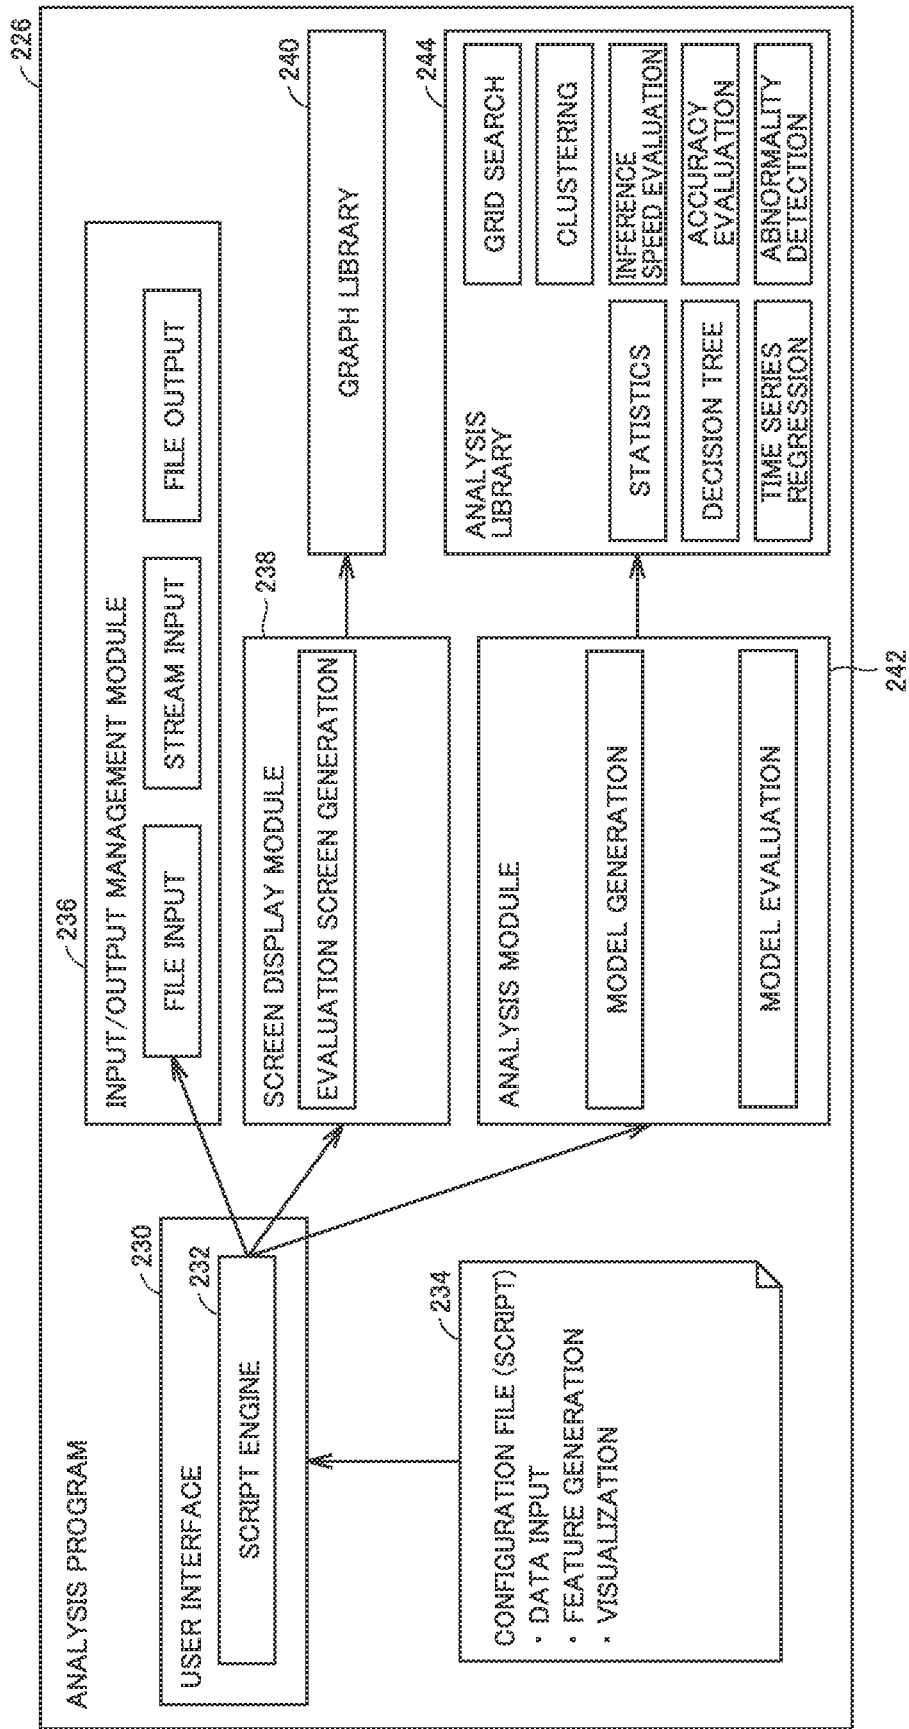 ANALYSIS PROGRAM
226
USER INTERFACE
230
SCRIPT ENGINE
232
CONFIGURATION FILE (SCRIPT)
・DATA INPUT
・FEATURE GENERATION
・VISUALIZATION
234
236
INPUT/OUTPUT MANAGEMENT MODULE
FILE INPUT
STREAM INPUT
FILE OUTPUT
SCREEN DISPLAY MODULE
238
EVALUATION SCREEN GENERATION
GRAPH LIBRARY
240
ANALYSIS MODULE
MODEL GENERATION
MODEL EVALUATION
242
ANALYSIS
LIBRARY
244
GRID SEARCH
CLUSTERING
STATISTICS
INFERENCE
SPEED EVALUATION
DECISION TREE
ACCURACY
EVALUATION
TIME SERIES
REGRESSION
ABNORMALITY
DETECTION